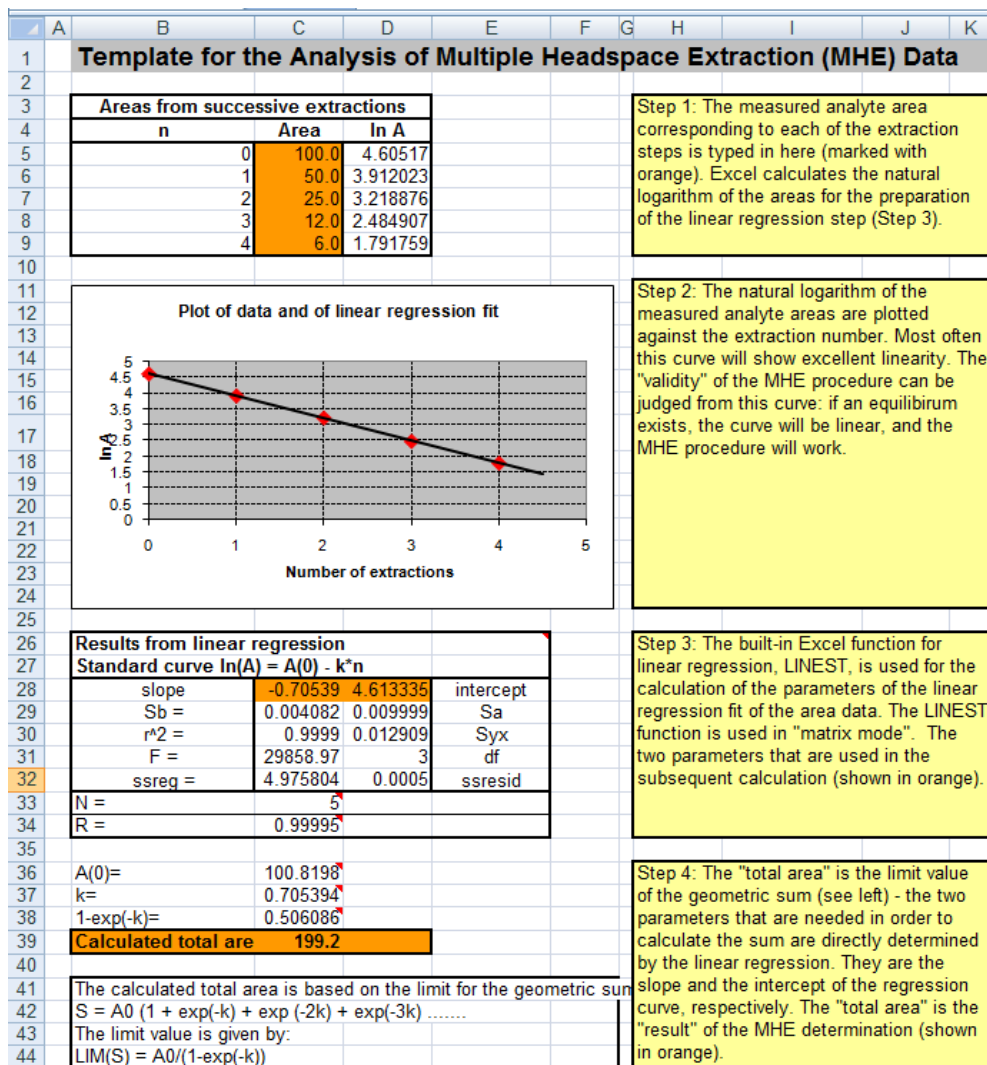 A B C D E F G H I J K
1 Template for the Analysis of Multiple Headspace Extraction (MHE) Data
2
3 Areas from successive extractions
4 n Area ln A
5 0 100.0 4.60517
6 1 50.0 3.912023
7 2 25.0 3.218876
8 3 12.0 2.484907
9 4 6.0 1.791759
Step 1: The measured analyte area
corresponding to each of the extraction
steps is typed in here (marked with
orange). Excel calculates the natural
logarithm of the areas for the preparation
of the linear regression step (Step 3).
10
11
12
13
14
15
16
17
18
19
20
21
22
23
24
Plot of data and of linear regression fit
5
4.5
4
3.5
3
2.5
2
1.5
1
0.5
0
ln A
0 1 2 3 4 5
Number of extractions
Step 2: The natural logarithm of the
measured analyte areas are plotted
against the extraction number. Most often
this curve will show excellent linearity. The
"validity" of the MHE procedure can be
judged from this curve: if an equilibirum
exists, the curve will be linear, and the
MHE procedure will work.
25
26 Results from linear regression
27 Standard curve ln(A) = A(0) - k*n
28 slope -0.70539 4.613335 intercept
29 Sb = 0.004082 0.009999 Sa
30 r^2 = 0.9999 0.012909 Syx
31 F = 29858.97 3 df
32 ssreg = 4.975804 0.0005 ssresid
33 N = 5
34 R = 0.99995
Step 3: The built-in Excel function for
linear regression, LINEST, is used for the
calculation of the parameters of the linear
regression fit of the area data. The LINEST
function is used in "matrix mode". The
two parameters that are used in the
subsequent calculation (shown in orange).
35
36 A(0)= 100.8198
37 k= 0.705394
38 1-exp(-k)= 0.506086
39 Calculated total are 199.2
40
41 The calculated total area is based on the limit for the geometric sum
42 S = A0 (1 + exp(-k) + exp (-2k) + exp(-3k) .......
43 The limit value is given by:
44 LIM(S) = A0/(1-exp(-k))
Step 4: The "total area" is the limit value
of the geometric sum (see left) - the two
parameters that are needed in order to
calculate the sum are directly determined
by the linear regression. They are the
slope and the intercept of the regression
curve, respectively. The "total area" is the
"result" of the MHE determination (shown
in orange).